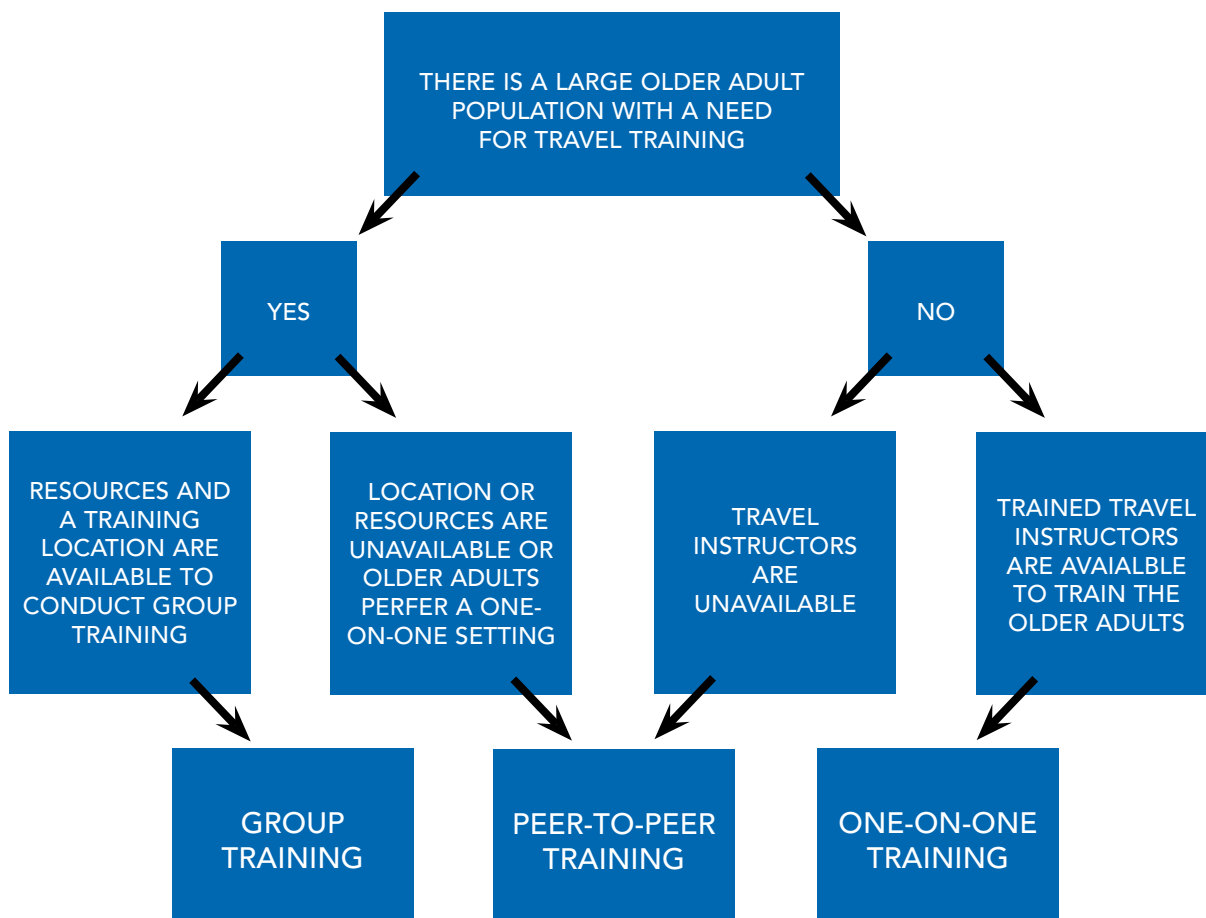 THERE IS A LARGE OLDER ADULT
POPULATION WITH A NEED
FOR TRAVEL TRAINING
YES
NO
RESOURCES AND
A TRAINING
LOCATION ARE
AVAILABLE TO
CONDUCT GROUP
TRAINING
LOCATION OR
RESOURCES ARE
UNAVAILABLE OR
OLDER ADULTS
PERFER A ONE-
ON-ONE SETTING
TRAVEL
INSTRUCTORS
ARE
UNAVAILABLE
TRAINED TRAVEL
INSTRUCTORS
ARE AVAIALBLE
TO TRAIN THE
OLDER ADULTS
GROUP
TRAINING
PEER-TO-PEER
TRAINING
ONE-ON-ONE
TRAINING